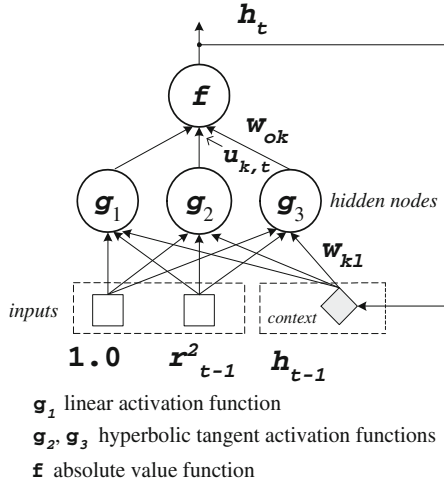 h_t
f
w_ok
u_k,t
g_1 g_2 g_3 hidden nodes
w_kl
inputs context
1.0 r^2_t-1 h_t-1
g_1 linear activation function
g_2, g_3 hyperbolic tangent activation functions
f absolute value function